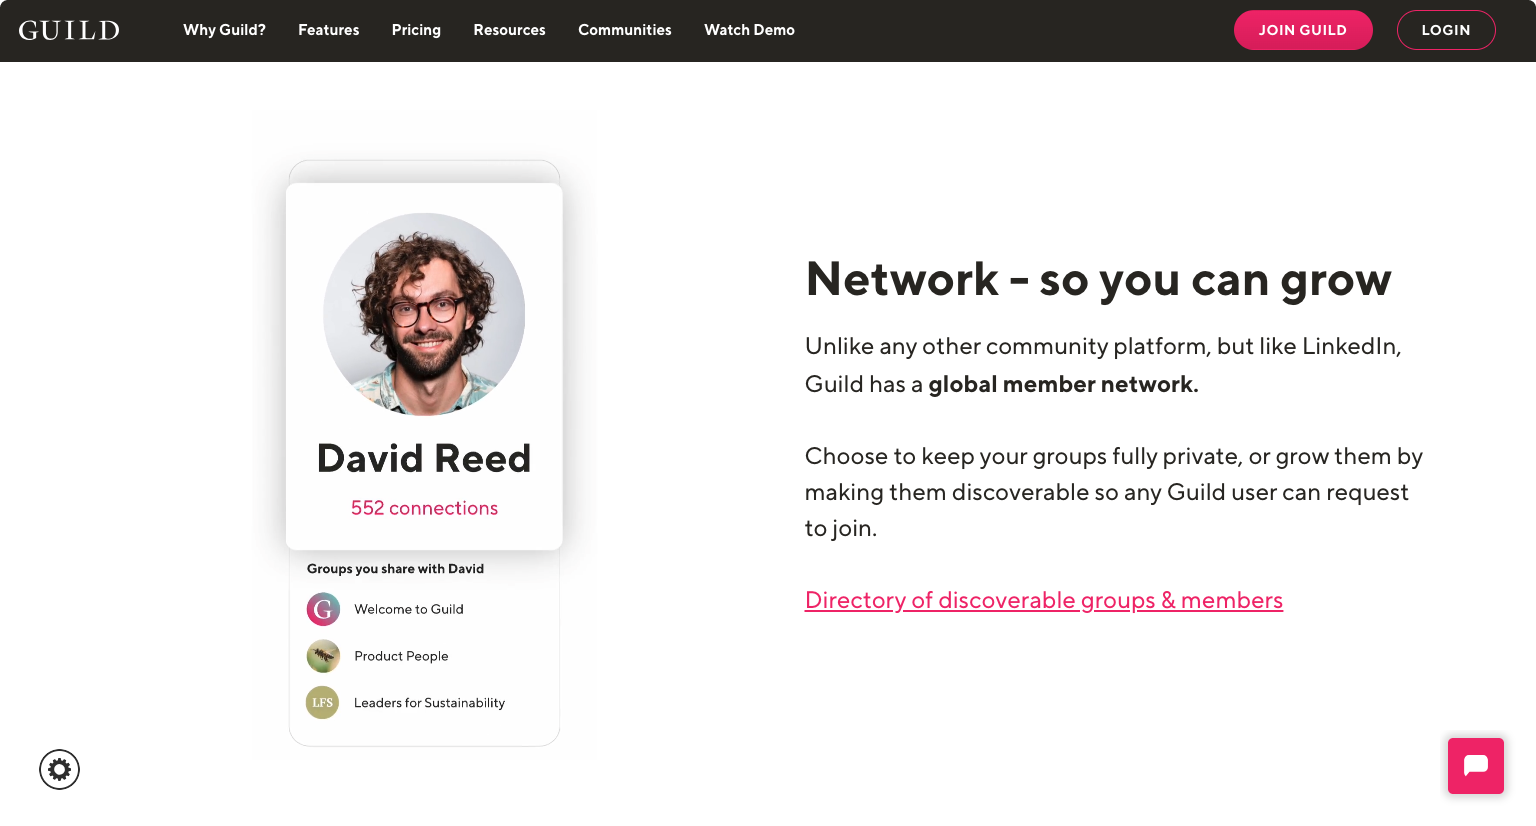 GUILD
Why Guild?
Features
Pricing
Resources
Communities
Watch Demo
JOIN GUILD
LOGIN
David Reed
552 connections
Groups you share with David
G
Welcome to Guild
Product People
LFS
Leaders for Sustainability
Network - so you can grow
Unlike any other community platform, but like LinkedIn,
Guild has a global member network.
Choose to keep your groups fully private, or grow them by
making them discoverable so any Guild user can request
to join.
Directory of discoverable groups & members